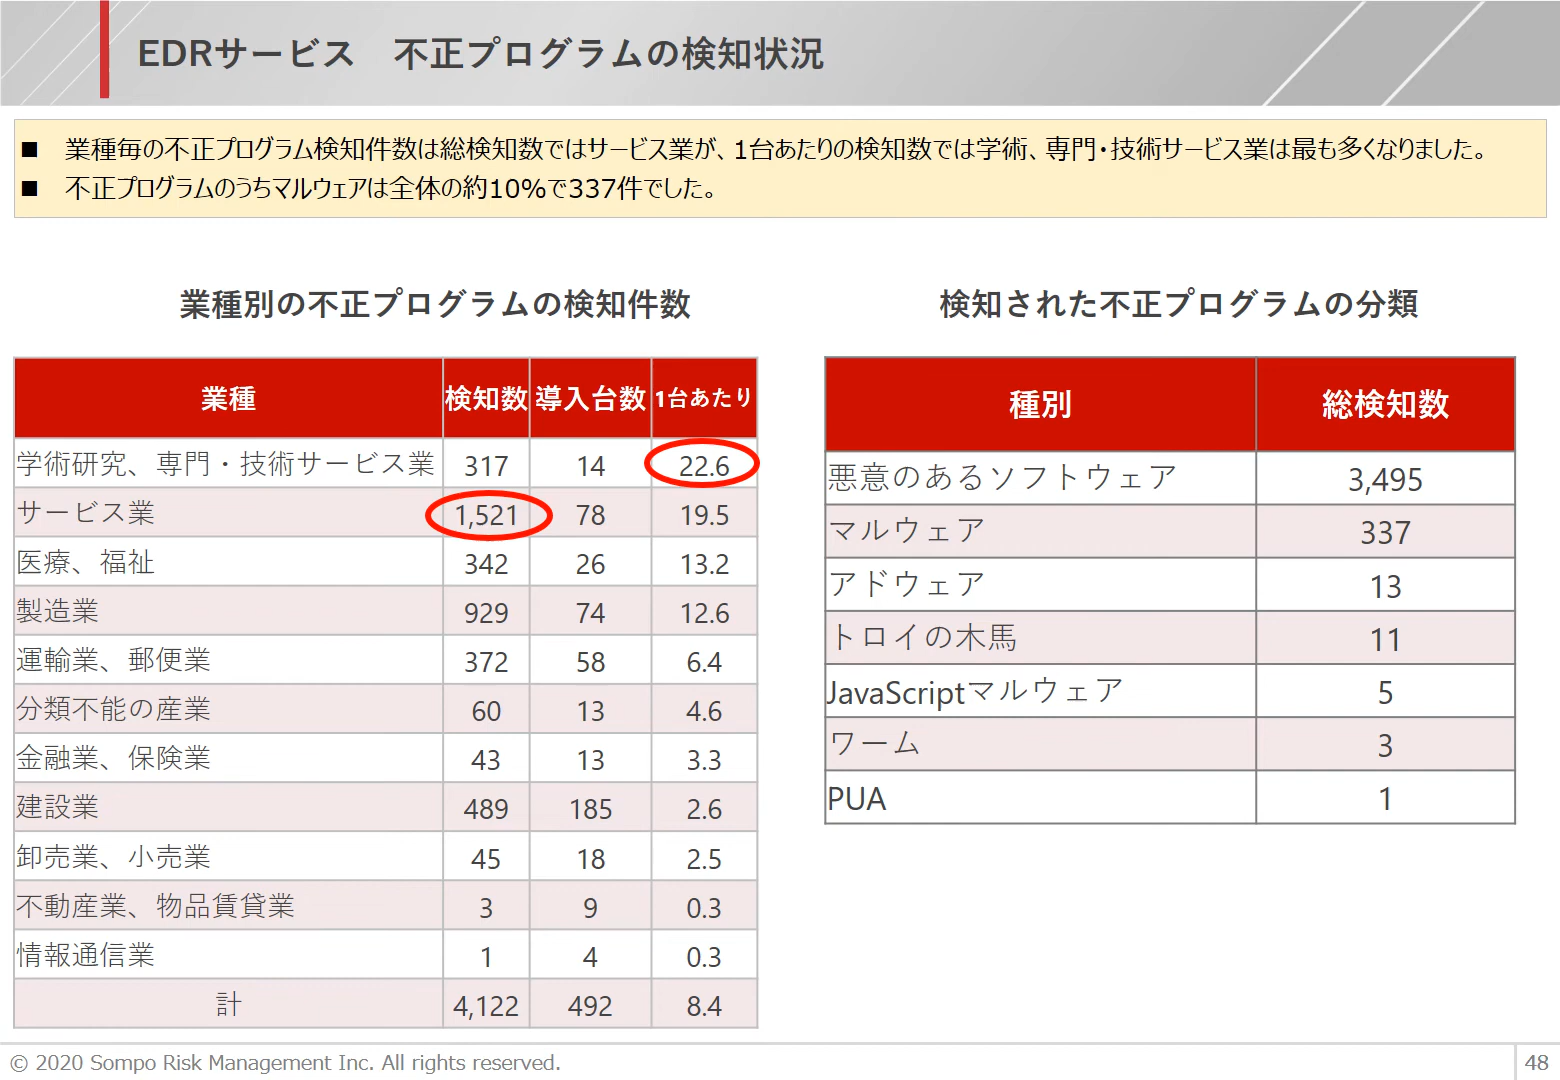 EDRサービス　不正プログラムの検知状況
■ 業種毎の不正プログラム検知件数は総検知数ではサービス業が、1台あたりの検知数では学術、専門・技術サービス業は最も多くなりました。
■ 不正プログラムのうちマルウェアは全体の約10%で337件でした。
業種別の不正プログラムの検知件数
業種 検知数 導入台数 1台あたり
学術研究、専門・技術サービス業 317 14 22.6
サービス業 1,521 78 19.5
医療、福祉 342 26 13.2
製造業 929 74 12.6
運輸業、郵便業 372 58 6.4
分類不能の産業 60 13 4.6
金融業、保険業 43 13 3.3
建設業 489 185 2.6
卸売業、小売業 45 18 2.5
不動産業、物品賃貸業 3 9 0.3
情報通信業 1 4 0.3
計 4,122 492 8.4
検知された不正プログラムの分類
種別 総検知数
悪意のあるソフトウェア 3,495
マルウェア 337
アドウェア 13
トロイの木馬 11
JavaScriptマルウェア 5
ワーム 3
PUA 1
© 2020 Sompo Risk Management Inc. All rights reserved.
48